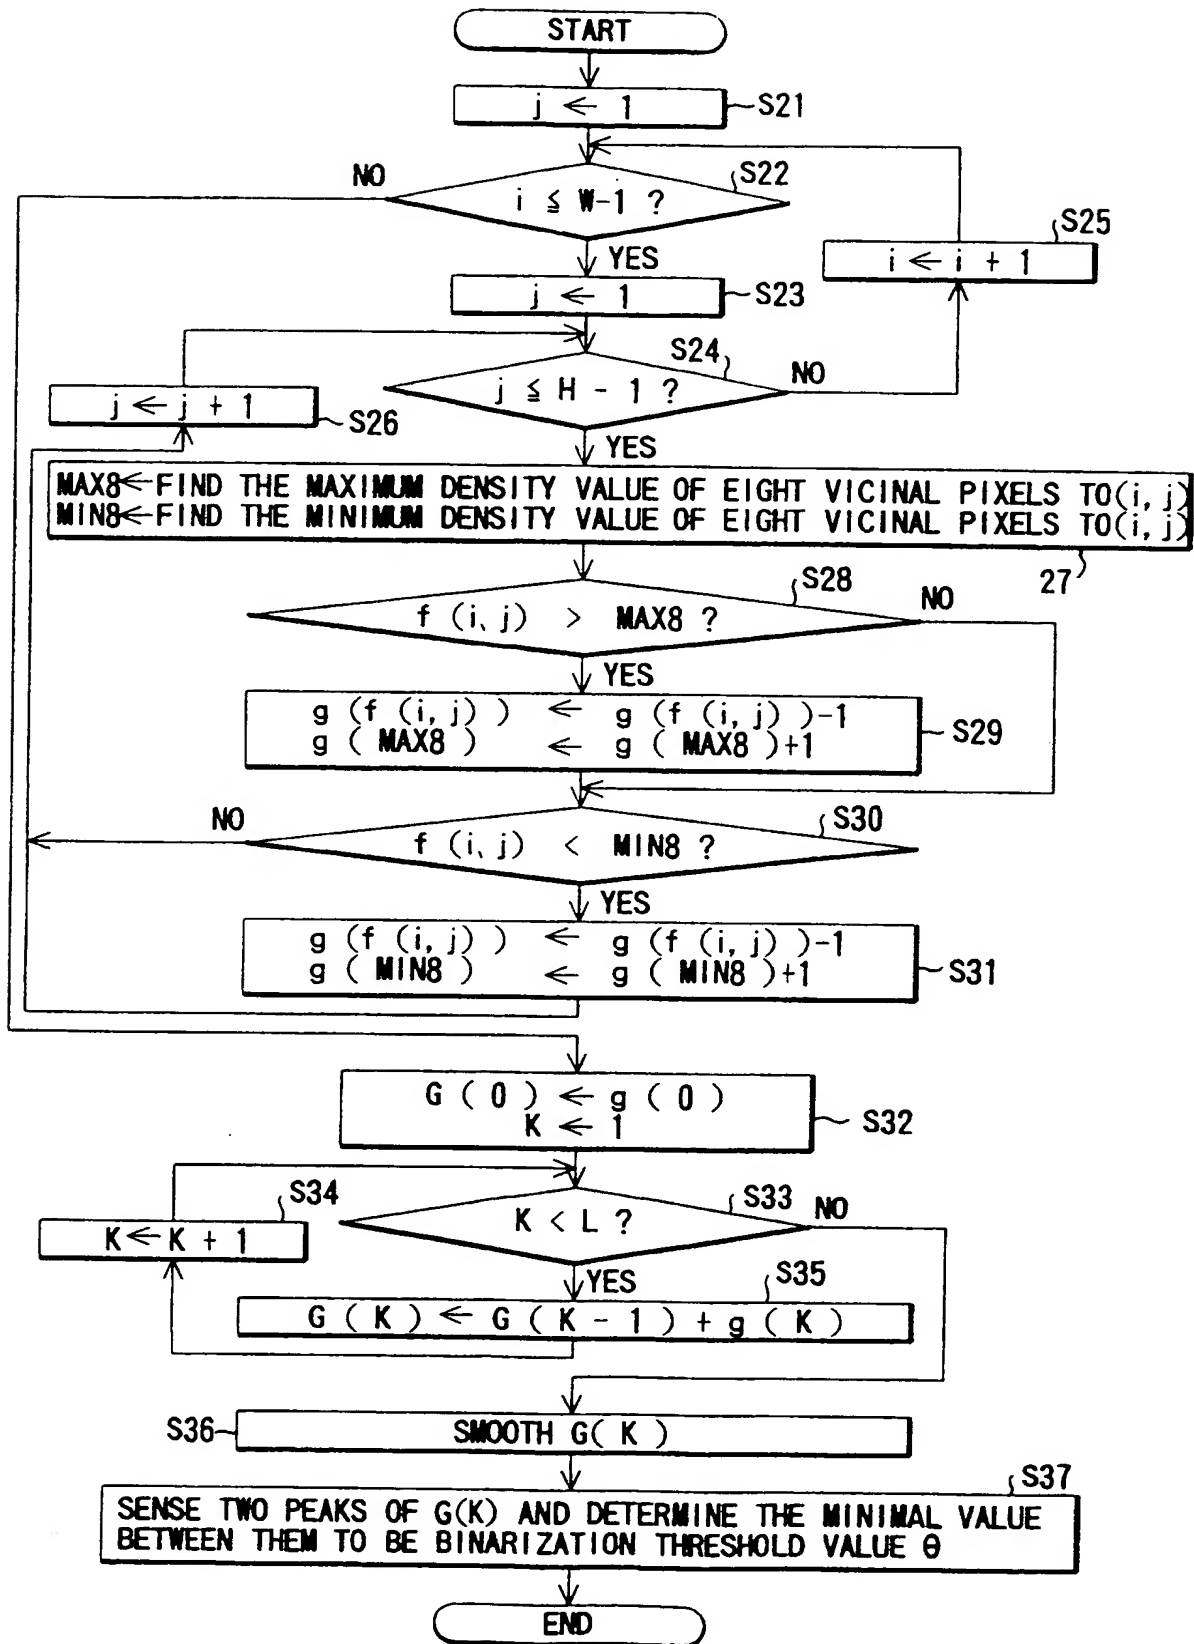 START
j ← 1
S21
NO
S22
i ≦ W-1 ?
S25
i ← i + 1
YES
j ← 1
S23
S24
j ≦ H - 1 ?
NO
j ← j + 1
S26
YES
MAX8←FIND THE MAXIMUM DENSITY VALUE OF EIGHT VICINAL PIXELS TO(i, j)
MIN8←FIND THE MINIMUM DENSITY VALUE OF EIGHT VICINAL PIXELS TO(i, j)
27
S28
f (i, j) > MAX8 ?
NO
YES
g (f (i, j) ) ← g (f (i, j) )-1
g ( MAX8 ) ← g ( MAX8 )+1
S29
NO
S30
f (i, j) < MIN8 ?
YES
g (f (i, j) ) ← g (f (i, j) )-1
g ( MIN8 ) ← g ( MIN8 )+1
S31
G ( 0 ) ← g ( 0 )
K ← 1
S32
S34
K ← K + 1
S33
K < L ?
NO
YES
S35
G ( K ) ← G ( K - 1 ) + g ( K )
S36
SMOOTH G( K )
S37
SENSE TWO PEAKS OF G(K) AND DETERMINE THE MINIMAL VALUE
BETWEEN THEM TO BE BINARIZATION THRESHOLD VALUE θ
END